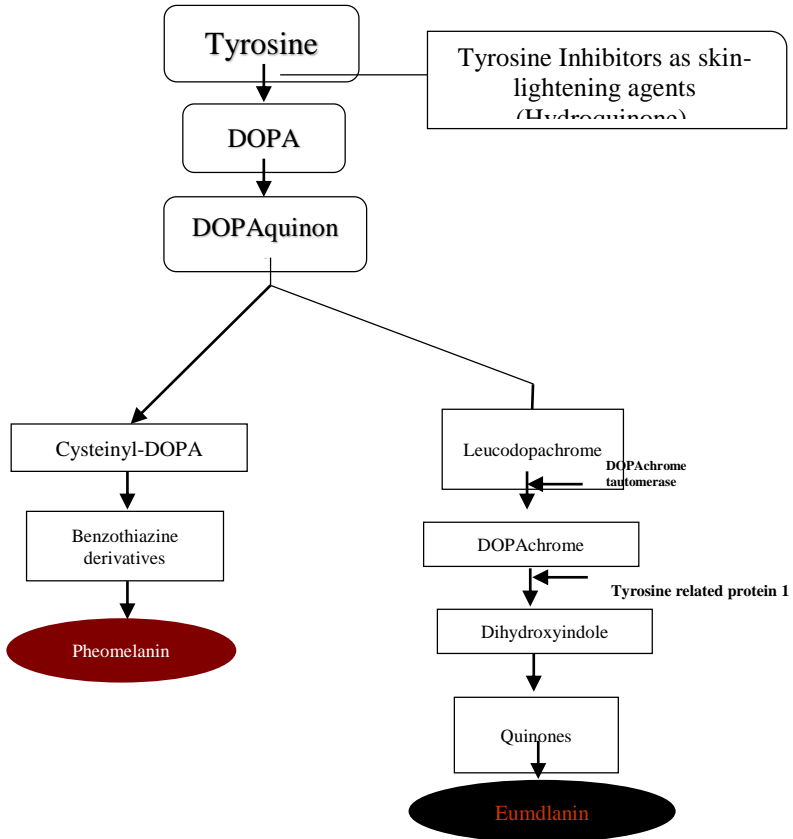 Tyrosine
Tyrosine Inhibitors as skin-
lightening agents
(Hydroquinone)
DOPA
DOPAquinon
Cysteinyl-DOPA
Leucodopachrome
DOPAchrome
tautomerase
Benzothiazine
derivatives
DOPAchrome
Tyrosine related protein 1
Pheomelanin
Dihydroxyindole
Quinones
Eumdlanin